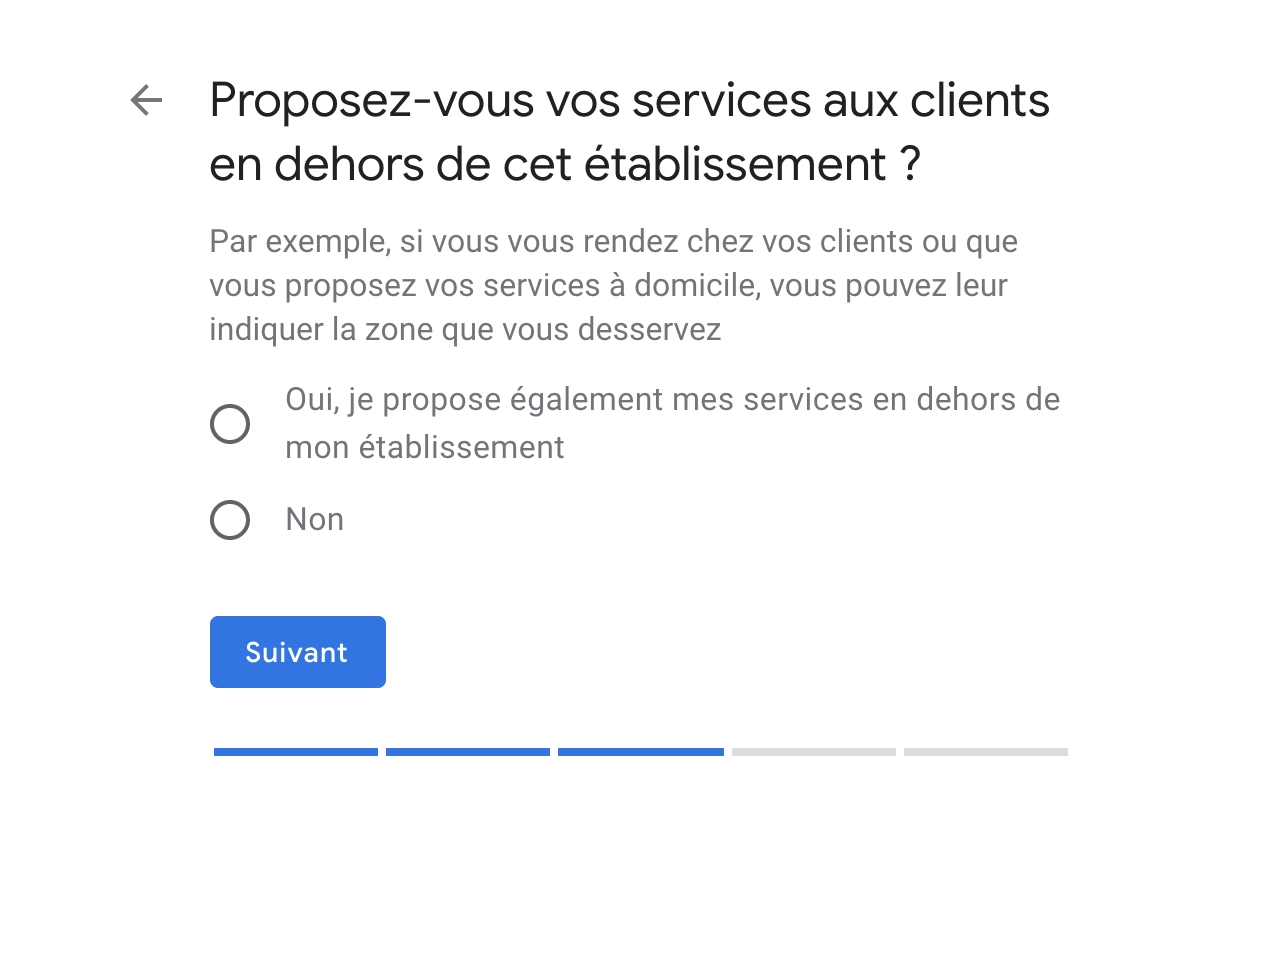 Proposez-vous vos services aux clients
en dehors de cet établissement ?
Par exemple, si vous vous rendez chez vos clients ou que
vous proposez vos services à domicile, vous pouvez leur
indiquer la zone que vous desservez
Oui, je propose également mes services en dehors de
mon établissement
Non
Suivant